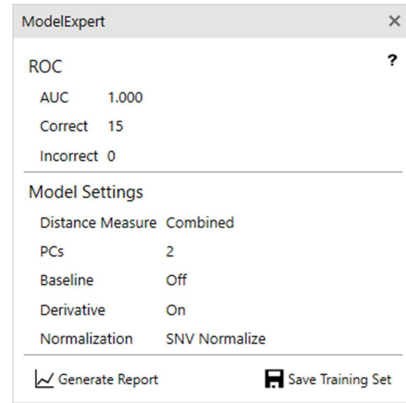 ModelExpert ×
ROC ?
AUC 1.000
Correct 15
Incorrect 0
Model Settings
Distance Measure Combined
PCs 2
Baseline Off
Derivative On
Normalization SNV Normalize
Generate Report Save Training Set